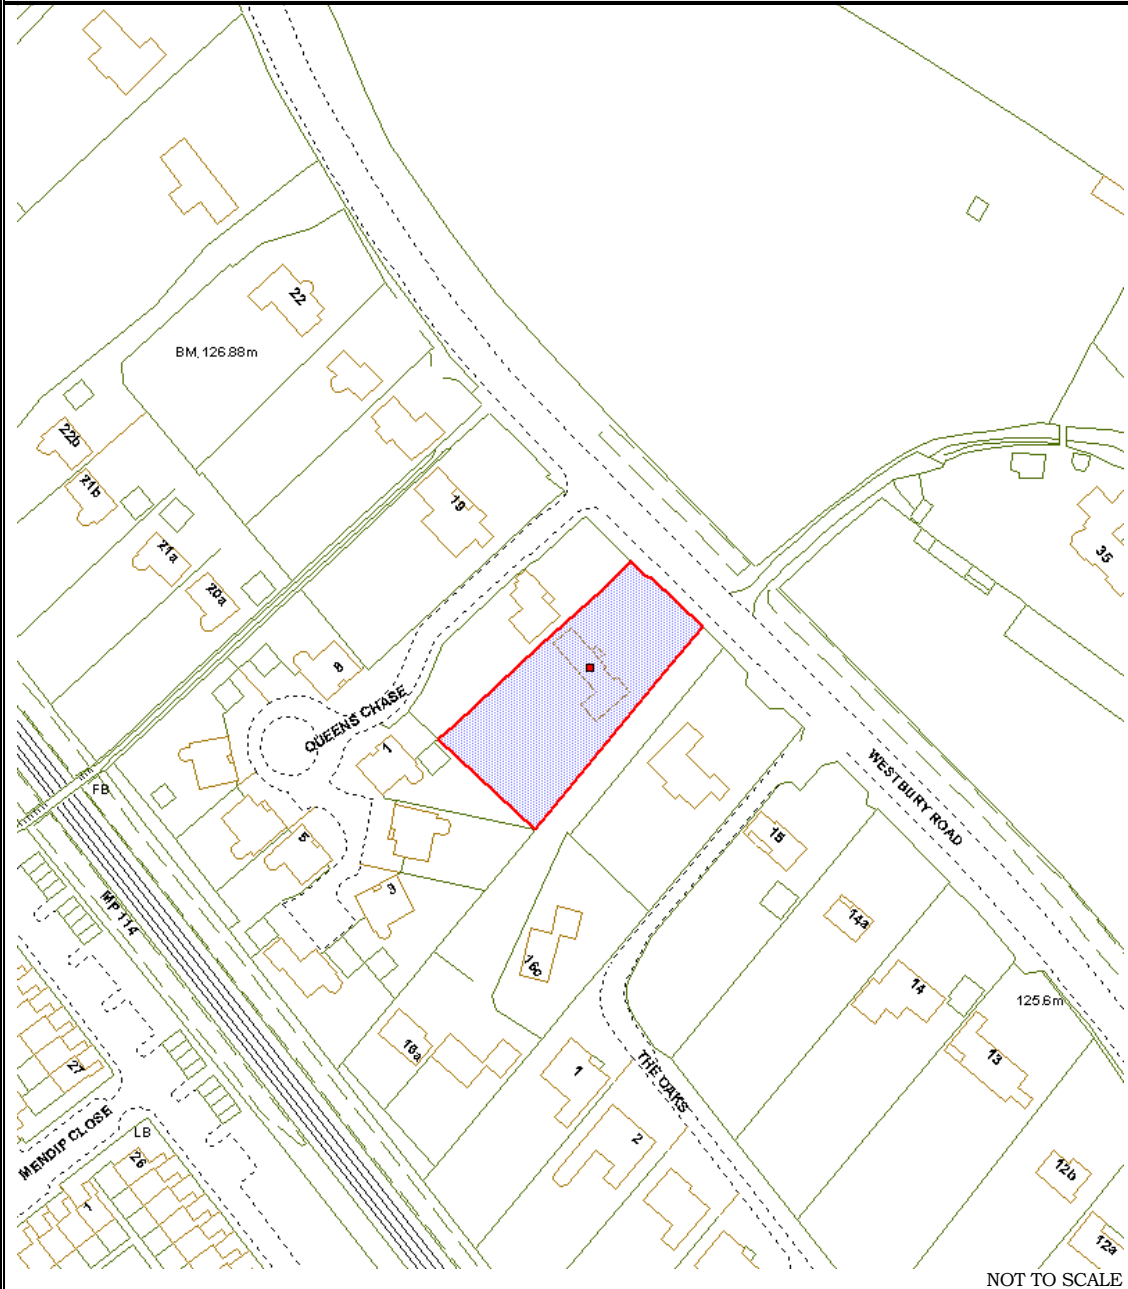 22
BM, 126.88m
22b
21b
19
21a
20a
35
8
QUEENS CHASE
1
WESTBURY ROAD
FB
5
15
3
MP 114
14a
16c
14
125.6m
16a
13
27
1
THE OAKS
2
MENDIP CLOSE
LB
26
12b
1
12a
NOT TO SCALE